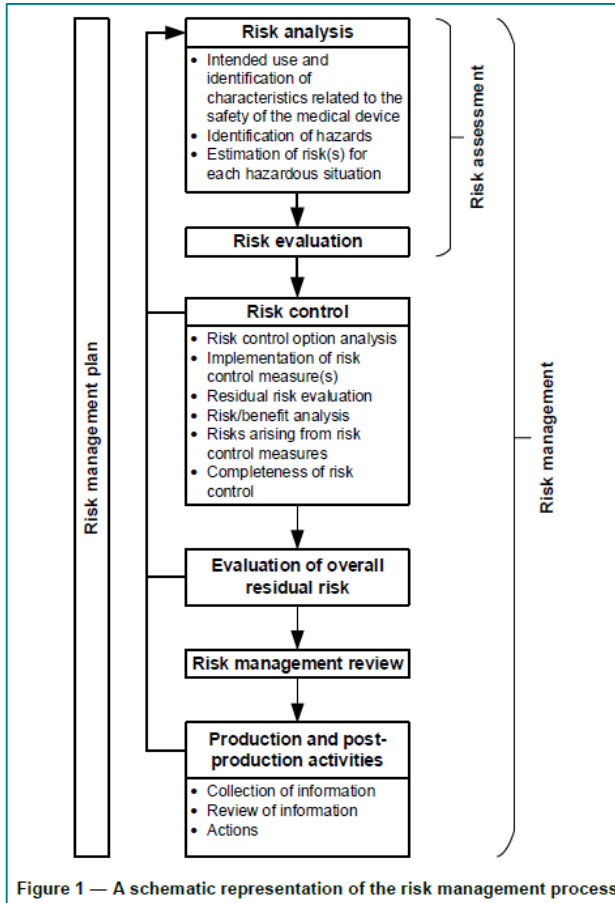 Risk analysis
• Intended use and
identification of
characteristics related to the
safety of the medical device
• Identification of hazards
• Estimation of risk(s) for
each hazardous situation
Risk evaluation
Risk control
• Risk control option analysis
• Implementation of risk
control measure(s)
• Residual risk evaluation
• Risk/benefit analysis
• Risks arising from risk
control measures
• Completeness of risk
control
Evaluation of overall
residual risk
Risk management review
Production and post-
production activities
• Collection of information
• Review of information
• Actions
Risk management plan
Risk assessment
Risk management
Figure 1 — A schematic representation of the risk management process